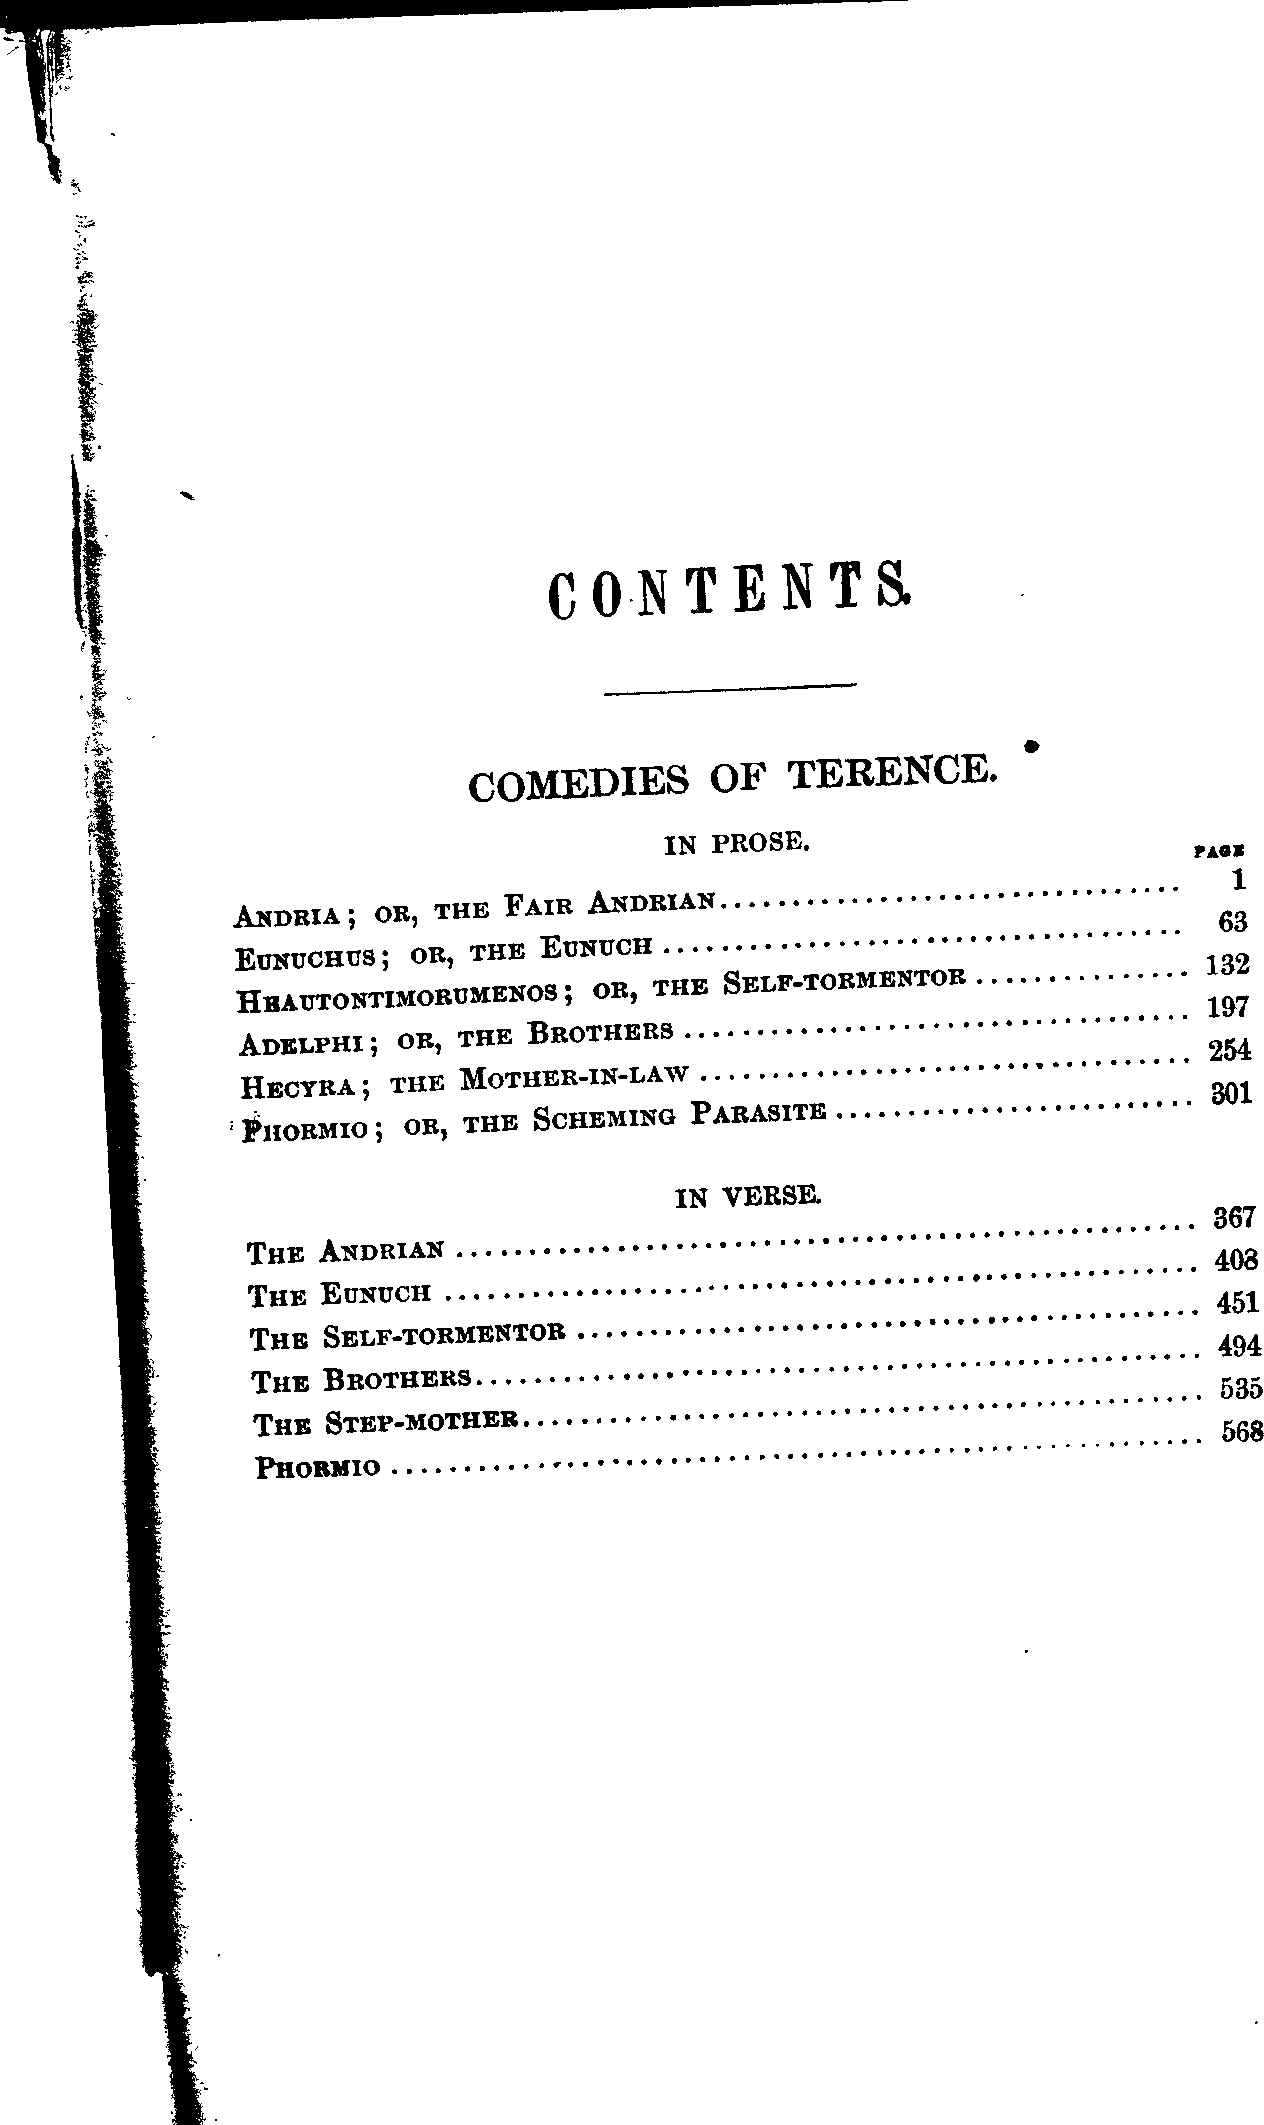 CONTENTS.
COMEDIES OF TERENCE.
IN PROSE.
PAGE
ANDRIA; OR, THE FAIR ANDRIAN ........ 1
EUNUCHUS; OR, THE EUNUCH ........ 63
HEAUTONTIMORUMENOS; OR, THE SELF-TORMENTOR ........ 132
ADELPHI; OR, THE BROTHERS ........ 197
HECYRA; THE MOTHER-IN-LAW ........ 254
PHORMIO; OR, THE SCHEMING PARASITE ........ 301
IN VERSE.
THE ANDRIAN ........ 367
THE EUNUCH ........ 408
THE SELF-TORMENTOR ........ 451
THE BROTHERS ........ 494
THE STEP-MOTHER ........ 535
PHORMIO ........ 568